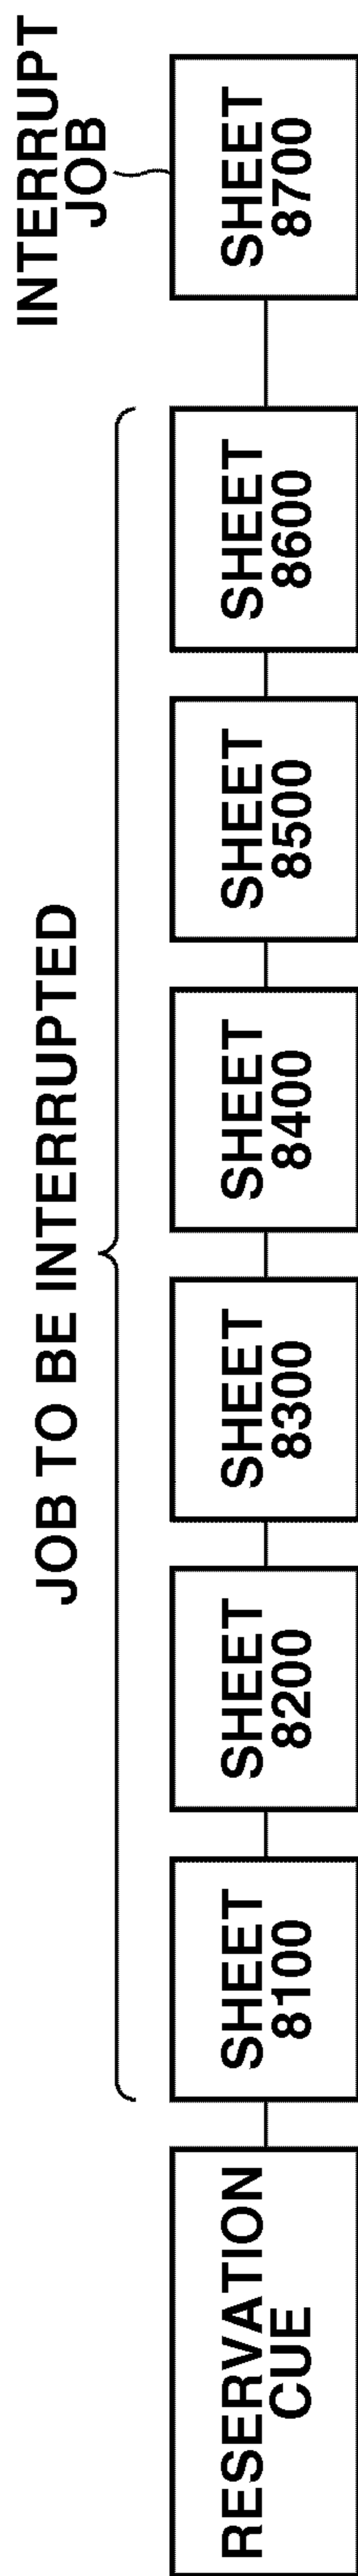 JOB TO BE INTERRUPTED
INTERRUPT
JOB
RESERVATION
CUE
SHEET
8100
SHEET
8200
SHEET
8300
SHEET
8400
SHEET
8500
SHEET
8600
SHEET
8700